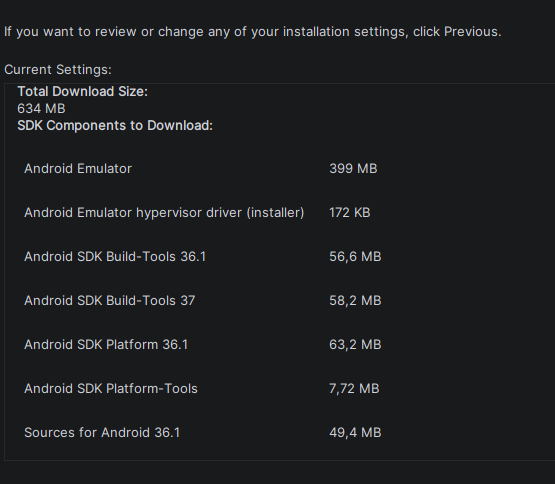 If you want to review or change any of your installation settings, click Previous.
Current Settings:
Total Download Size:
634 MB
SDK Components to Download:
Android Emulator 399 MB
Android Emulator hypervisor driver (installer) 172 KB
Android SDK Build-Tools 36.1 56,6 MB
Android SDK Build-Tools 37 58,2 MB
Android SDK Platform 36.1 63,2 MB
Android SDK Platform-Tools 7,72 MB
Sources for Android 36.1 49,4 MB